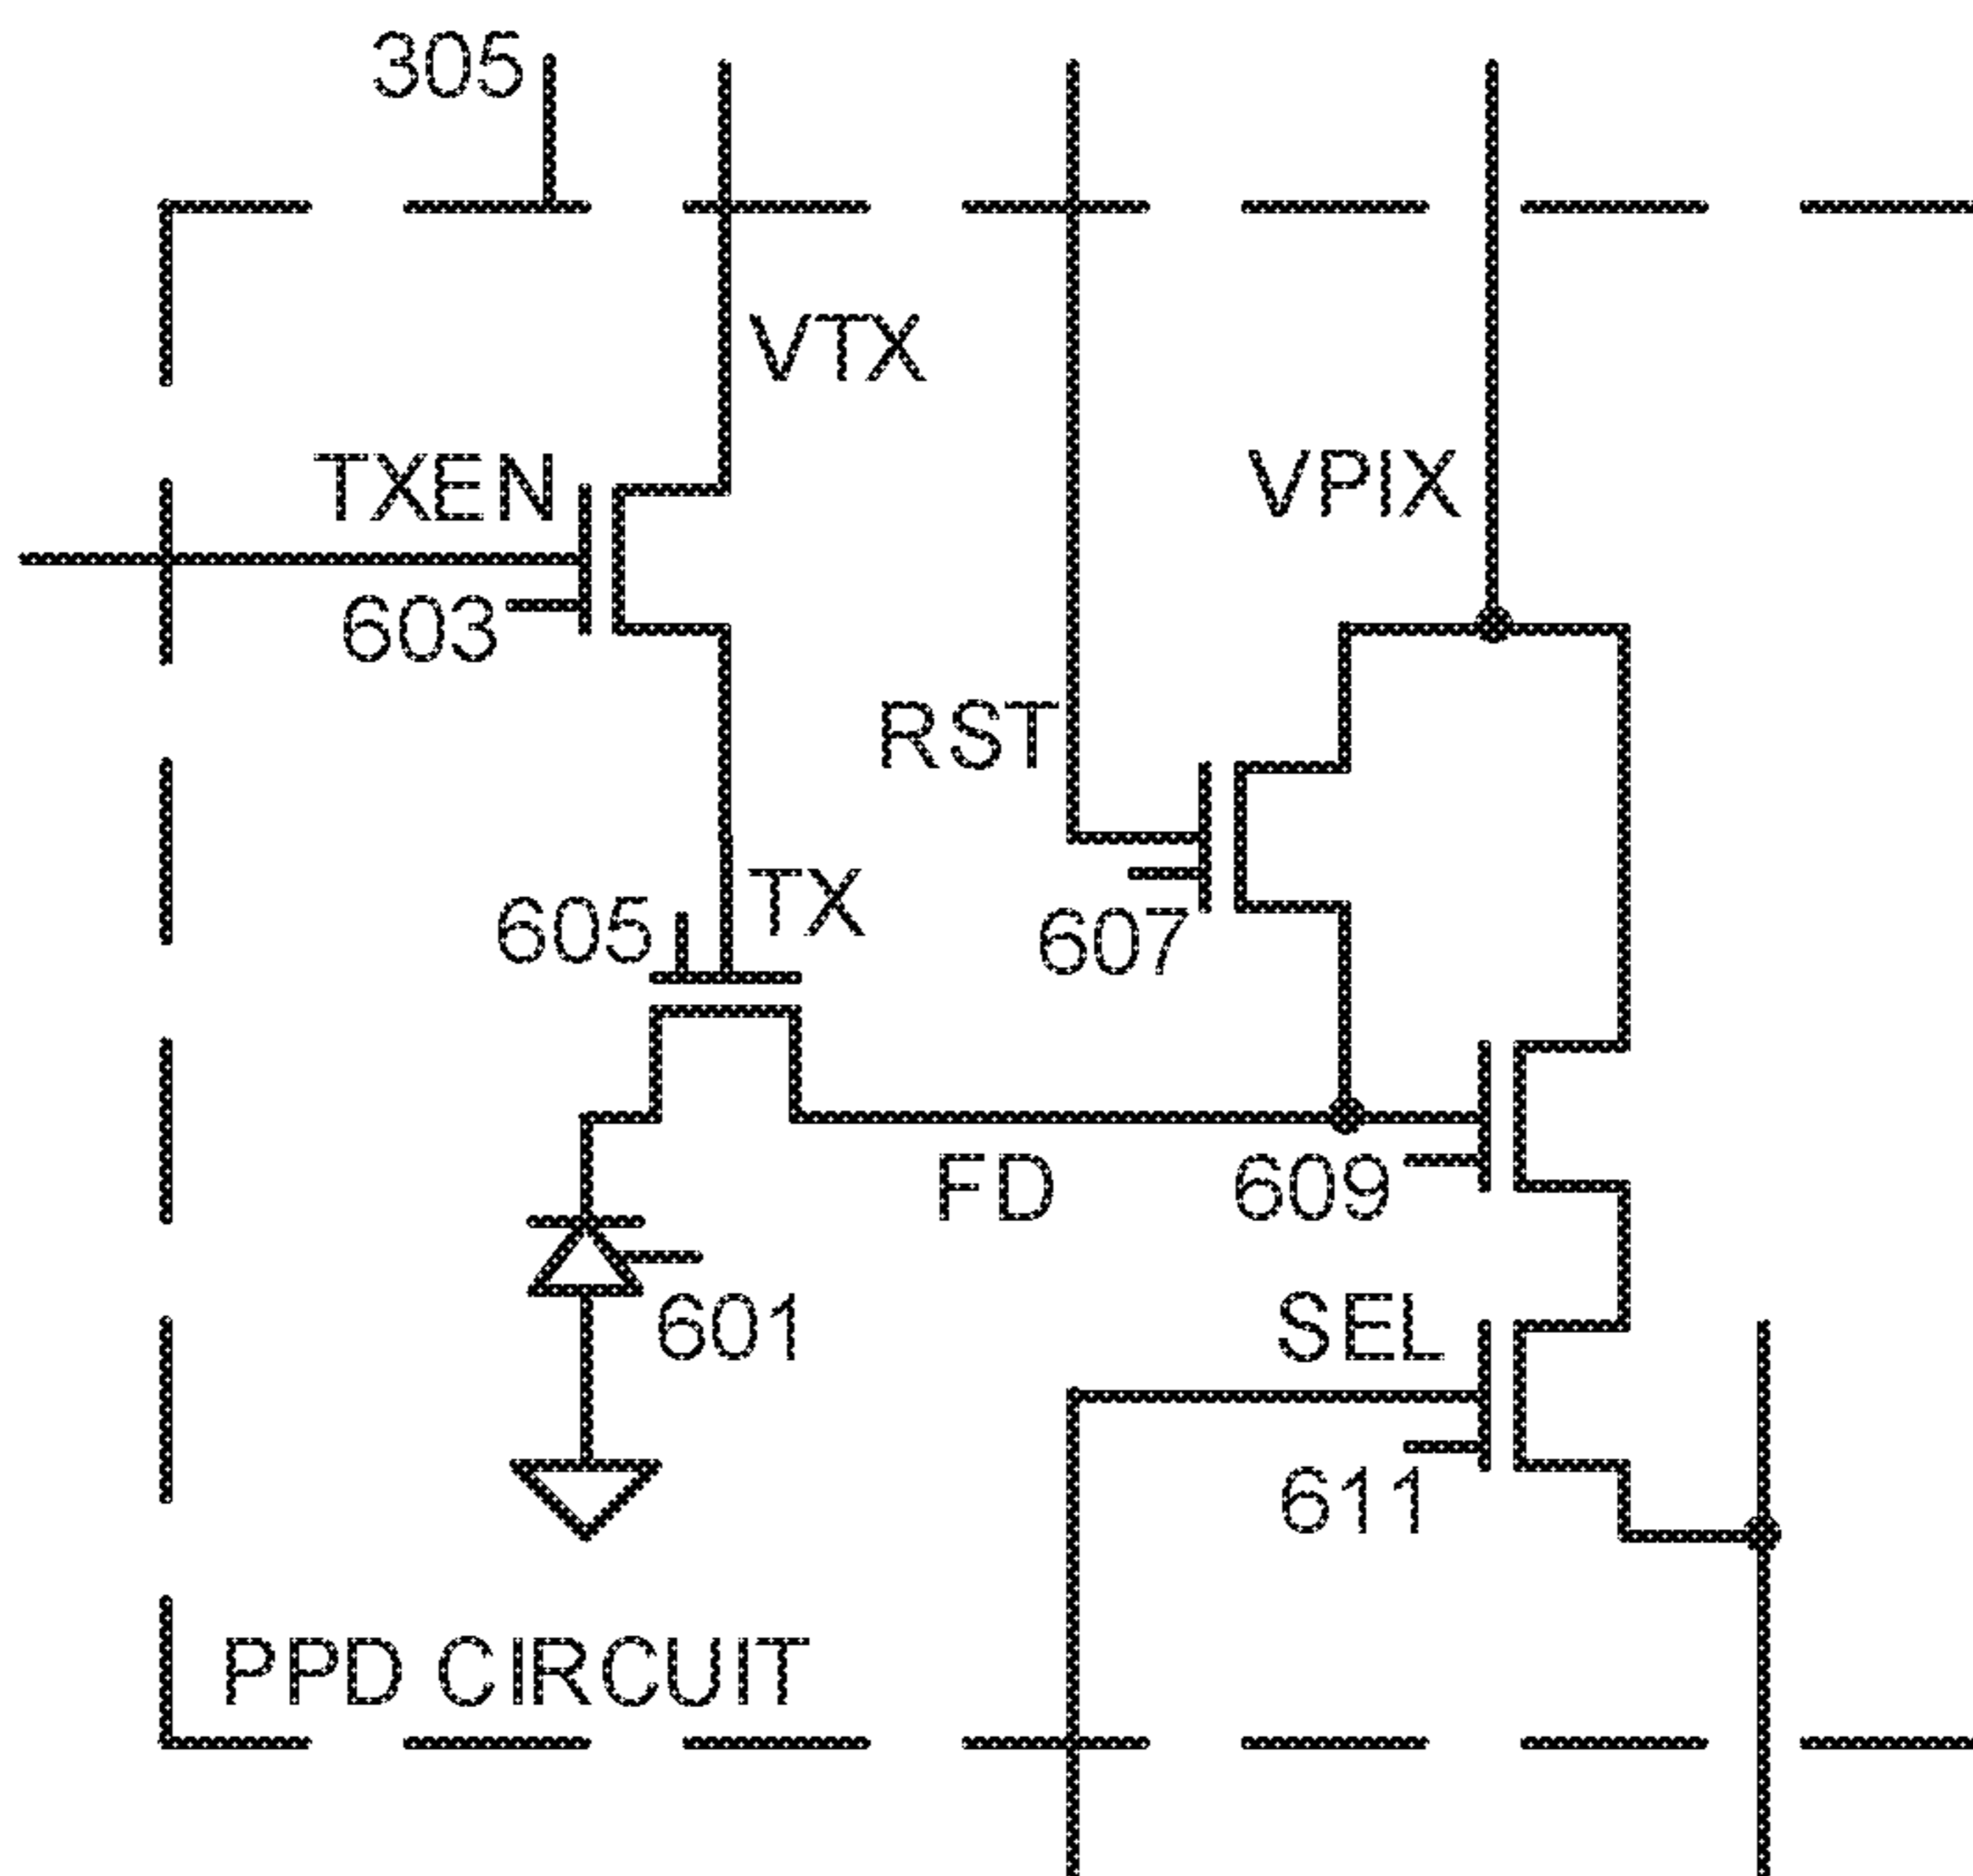 305
VTX
TXEN
VPIX
603
RST
605
TX
607
FD
609
601
SEL
611
PPD CIRCUIT